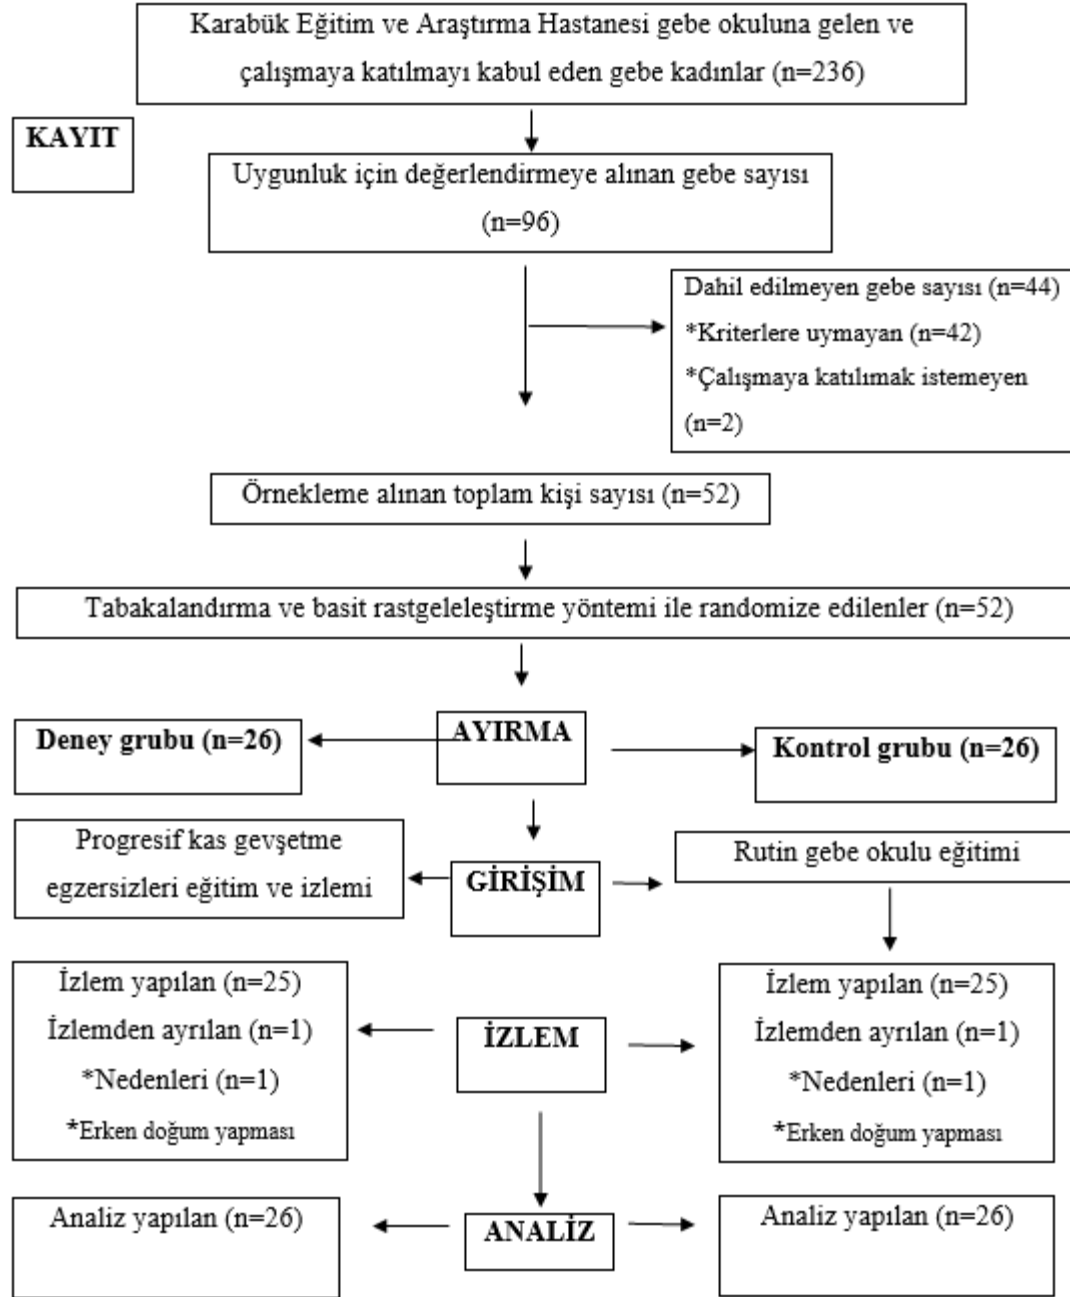 Karabük Eğitim ve Araştırma Hastanesi gebe okuluna gelen ve
çalışmaya katılmayı kabul eden gebe kadınlar (n=236)
KAYIT
Uygunluk için değerlendirmeye alınan gebe sayısı
(n=96)
Dahil edilmeyen gebe sayısı (n=44)
*Kriterlere uymayan (n=42)
*Çalışmaya katılımak istemeyen
(n=2)
Örnekleme alınan toplam kişi sayısı (n=52)
Tabakalandırma ve basit rastgeleleştirme yöntemi ile randomize edilenler (n=52)
AYIRMA
Deney grubu (n=26)
Kontrol grubu (n=26)
Progresif kas gevşetme
egzersizleri eğitim ve izlemi
GİRİŞİM
Rutin gebe okulu eğitimi
İzlem yapılan (n=25)
İzlemden ayrılan (n=1)
*Nedenleri (n=1)
*Erken doğum yapması
İZLEM
İzlem yapılan (n=25)
İzlemden ayrılan (n=1)
*Nedenleri (n=1)
*Erken doğum yapması
Analiz yapılan (n=26)
ANALİZ
Analiz yapılan (n=26)